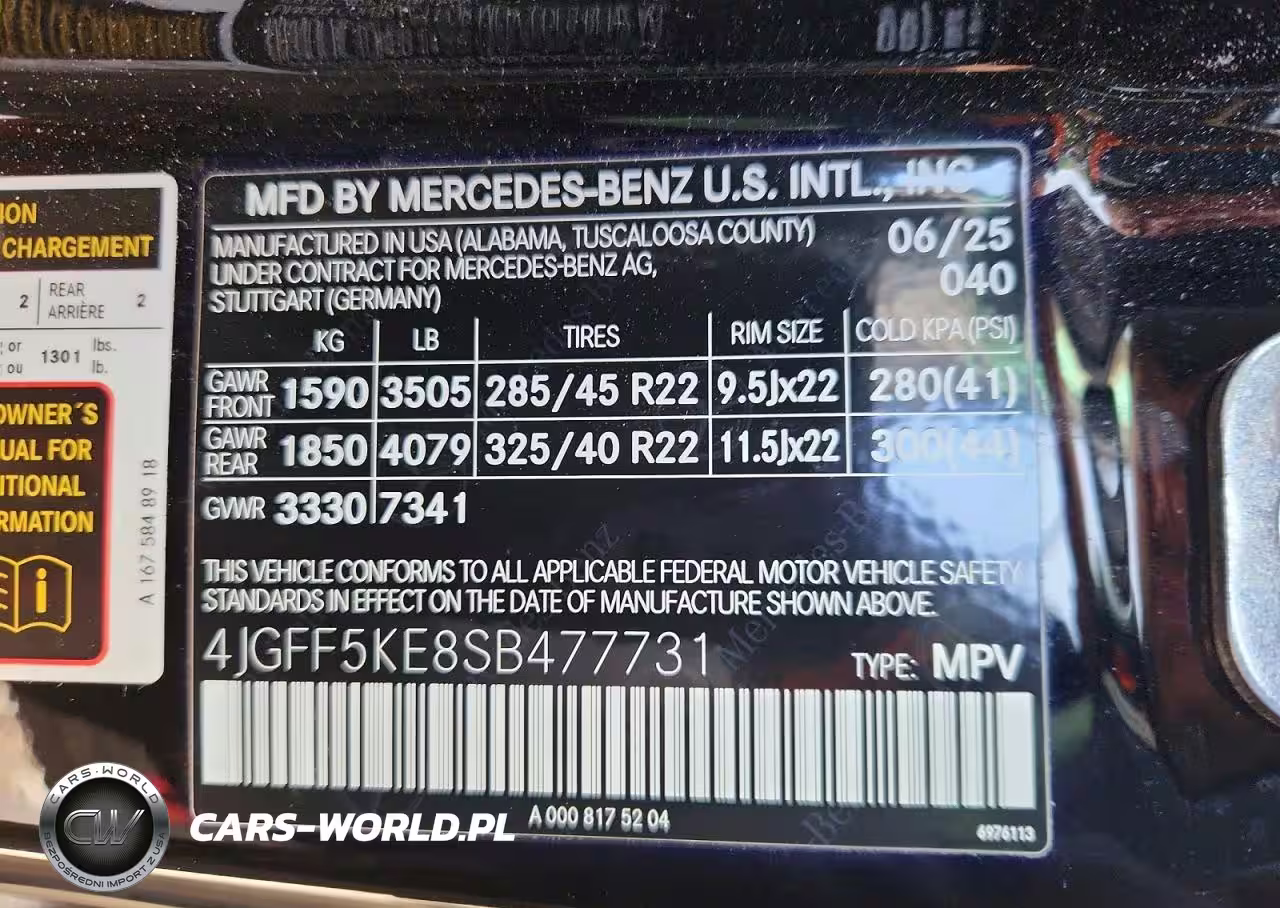 ION
CHARGEMENT
2 REAR ARRIÈRE 2
or ou 1301 lbs. lb.
OWNER´S
UAL FOR
ITIONAL
RMATION
A 167 584 89 18
MFD BY MERCEDES-BENZ U.S. INTL., INC
MANUFACTURED IN USA (ALABAMA, TUSCALOOSA COUNTY) 06/25
UNDER CONTRACT FOR MERCEDES-BENZ AG, 040
STUTTGART (GERMANY)
KG LB TIRES RIM SIZE COLD KPA (PSI)
GAWR FRONT 1590 3505 285/45 R22 9.5Jx22 280(41)
GAWR REAR 1850 4079 325/40 R22 11.5Jx22 300(44)
GVWR 3330 7341
THIS VEHICLE CONFORMS TO ALL APPLICABLE FEDERAL MOTOR VEHICLE SAFETY
STANDARDS IN EFFECT ON THE DATE OF MANUFACTURE SHOWN ABOVE.
4JGFF5KE8SB477731 TYPE: MPV
A 000 817 52 04
6976113
CARS-WORLD
CW
BEZPOŚREDNI IMPORT Z USA
CARS-WORLD.PL